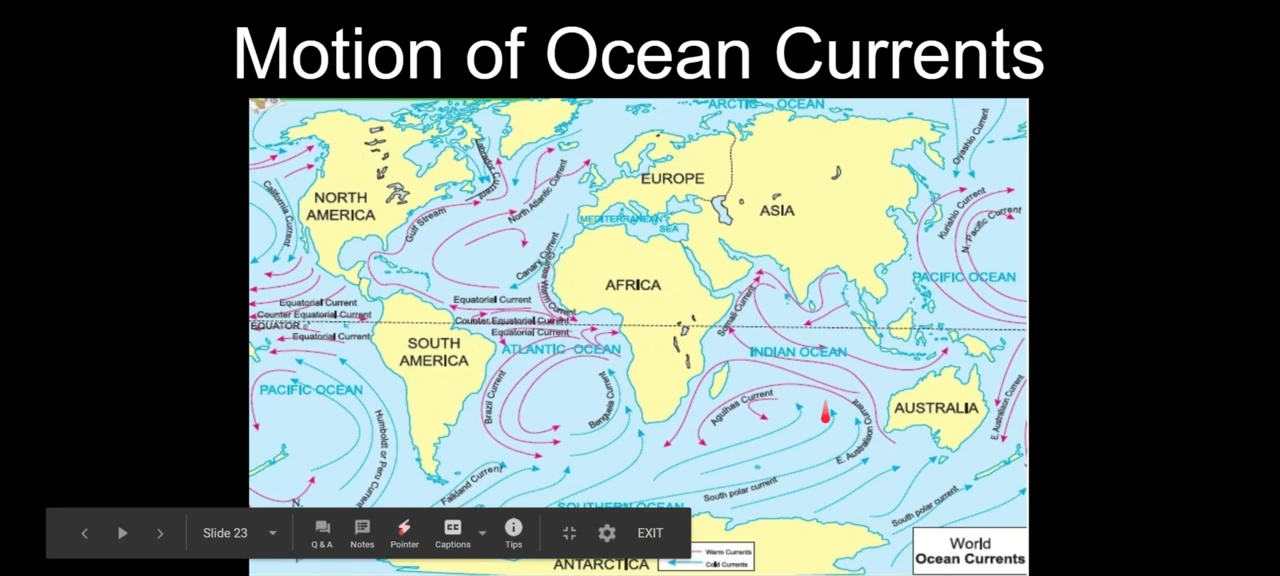 Motion of Ocean Currents
ARCTIC OCEAN
Oyashio Current
Labrador Current
EUROPE
NORTH
AMERICA
North Atlantic Current
ASIA
California Current
Gulf Stream
MEDITERRANEAN
SEA
Kurishio Current
N. Pacific Current
Canary Current
AFRICA
PACIFIC OCEAN
Equatorial Current
Equatorial Current
Counter Equatorial Current
Counter Equatorial Current
EQUATOR
Equatorial Current
Equatorial Current
Somali Current
SOUTH
AMERICA
ATLANTIC OCEAN
INDIAN OCEAN
PACIFIC OCEAN
Brazil Current
Benguela Current
Agulhas Current
AUSTRALIA
E. Australian Current
E. Australian Current
Humboldt or Peru Current
Falkland Current
South polar current
South polar current
SOUTHERN OCEAN
N.
Slide 23
Q & A
Notes
Pointer
CC
Captions
Tips
EXIT
Warm Currents
Cold Currents
ANTARCTICA
World
Ocean Currents